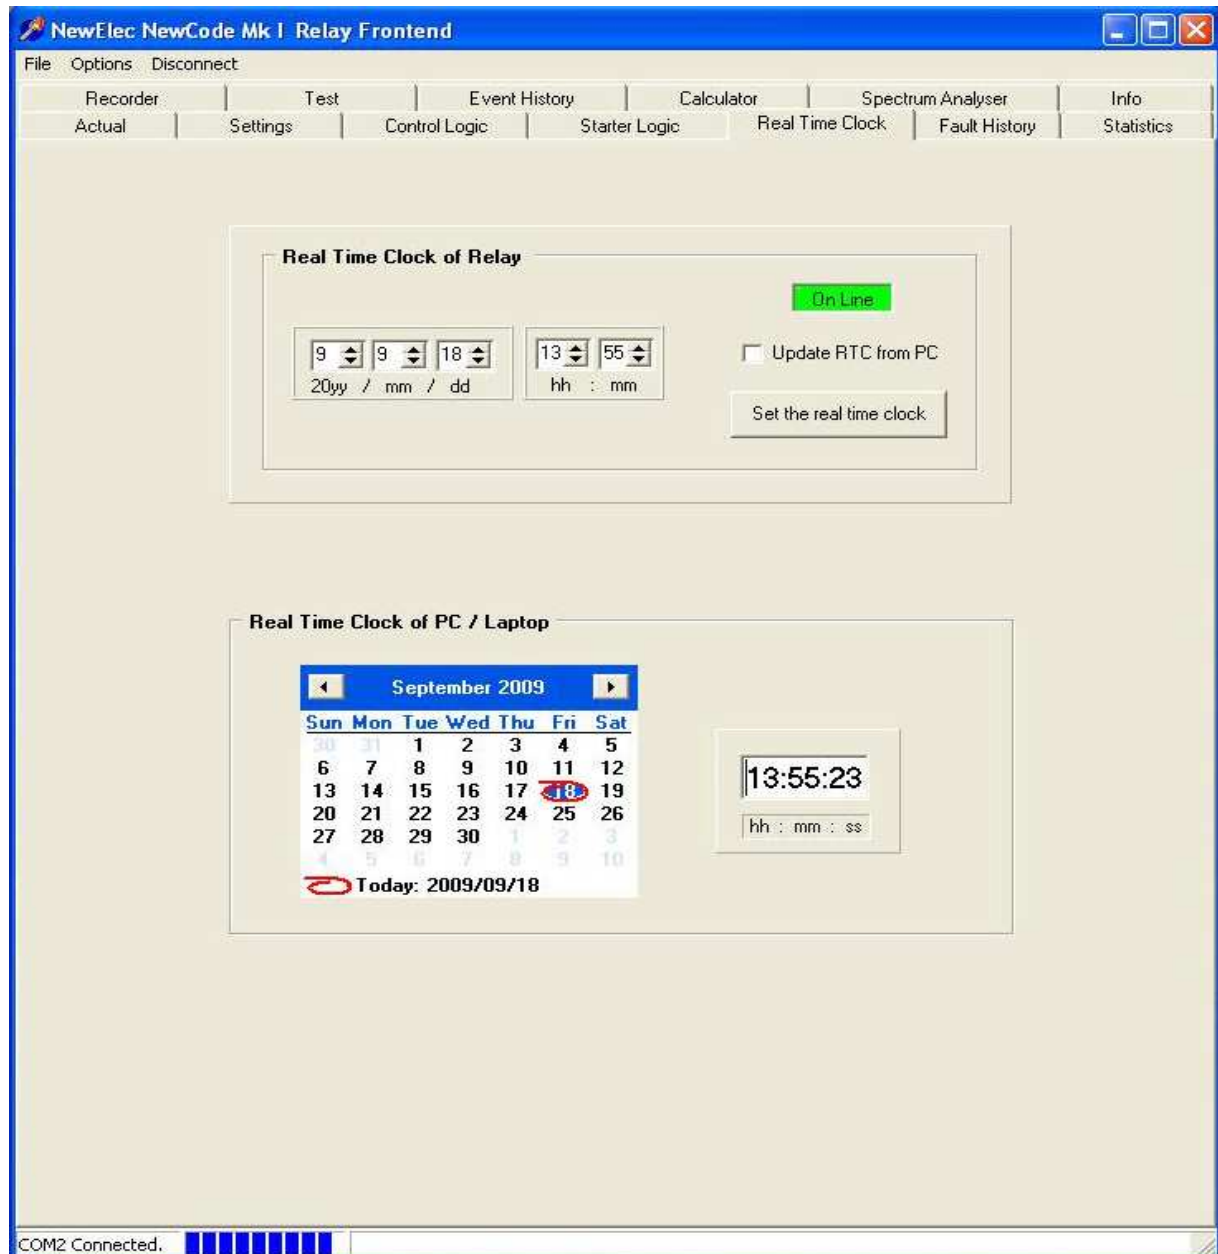 NewElec NewCode Mk I Relay Frontend
File Options Disconnect
Recorder Test Event History Calculator Spectrum Analyser Info
Actual Settings Control Logic Starter Logic Real Time Clock Fault History Statistics
Real Time Clock of Relay
On Line
9 9 18 13 55
20yy / mm / dd hh : mm
Update RTC from PC
Set the real time clock
Real Time Clock of PC / Laptop
September 2009
Sun Mon Tue Wed Thu Fri Sat
30 31 1 2 3 4 5
6 7 8 9 10 11 12
13 14 15 16 17 18 19
20 21 22 23 24 25 26
27 28 29 30 1 2 3
4 5 6 7 8 9 10
Today: 2009/09/18
13:55:23
hh : mm : ss
COM2 Connected.